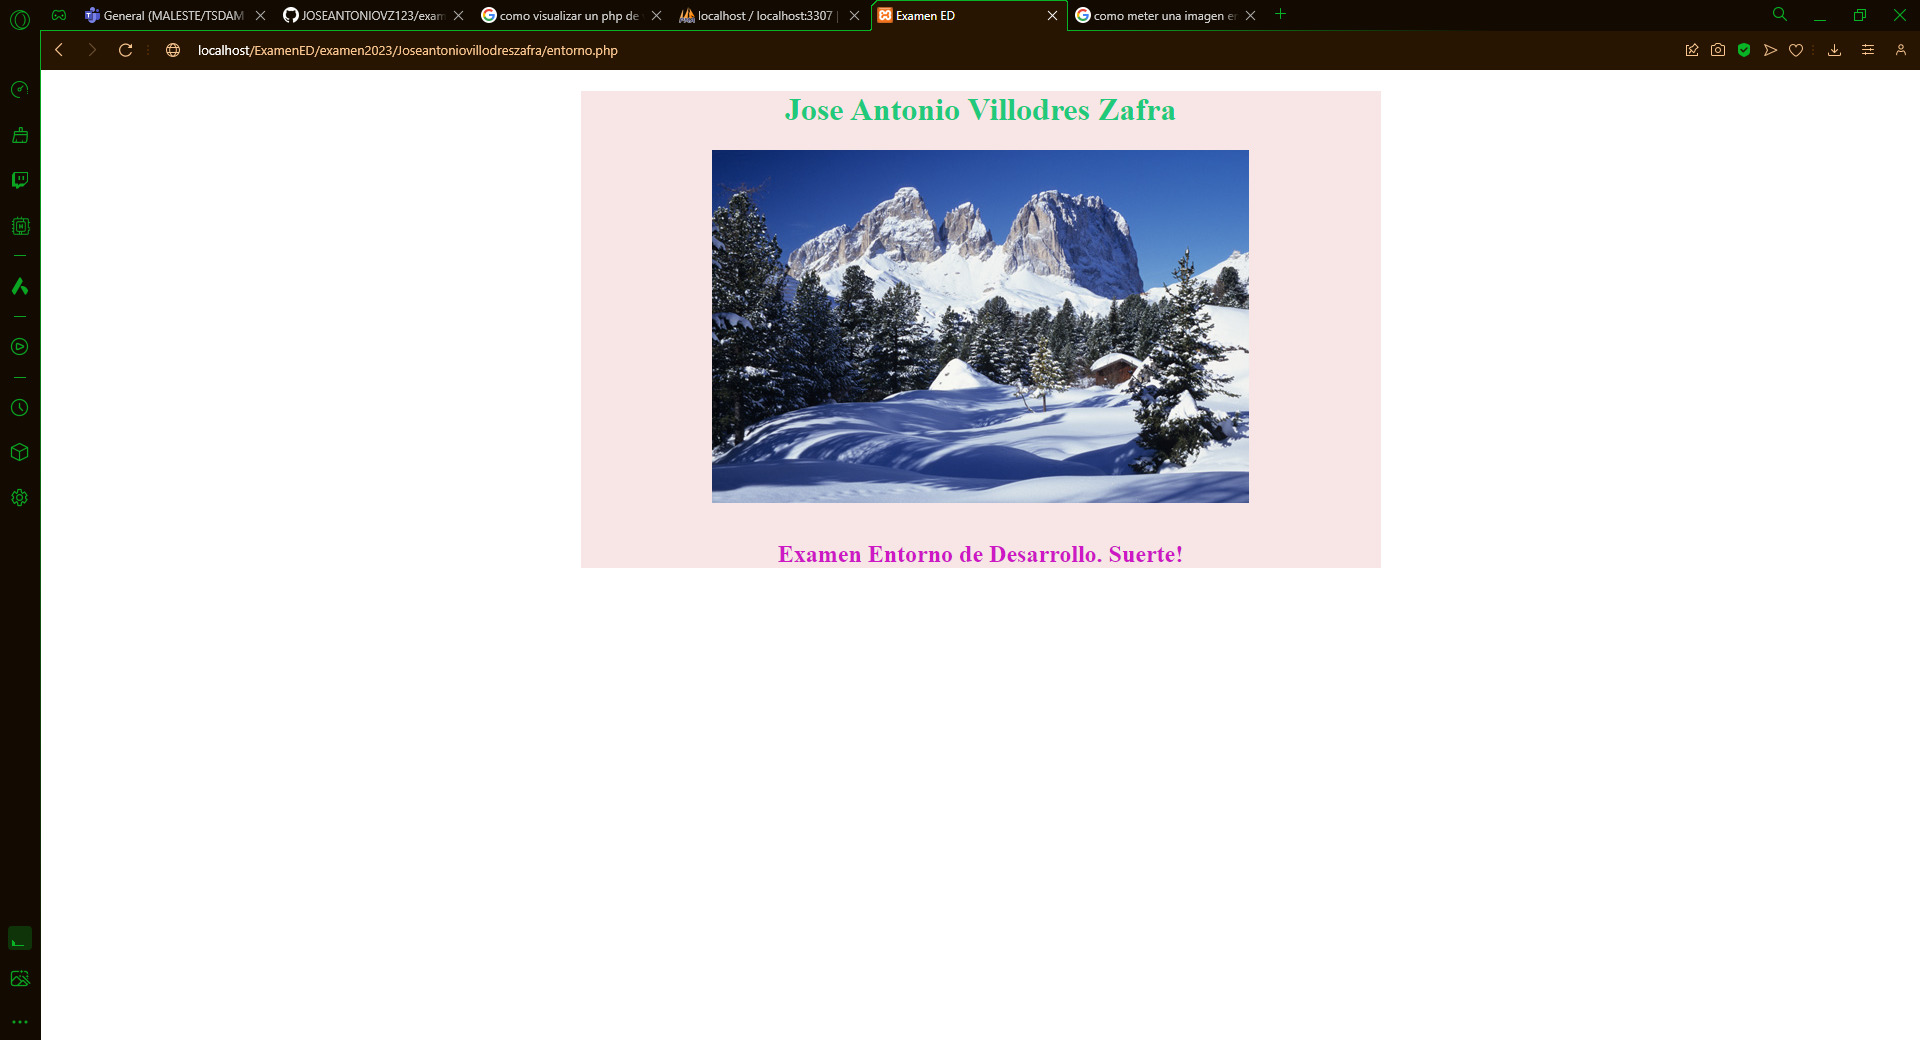 General (MALESTE/TSDAM
JOSEANTONIOVZ123/exam
como visualizar un php de
localhost / localhost:3307 |
Examen ED
como meter una imagen en
localhost/ExamenED/examen2023/Joseantoniovillodreszafra/entorno.php
Jose Antonio Villodres Zafra
Examen Entorno de Desarrollo. Suerte!